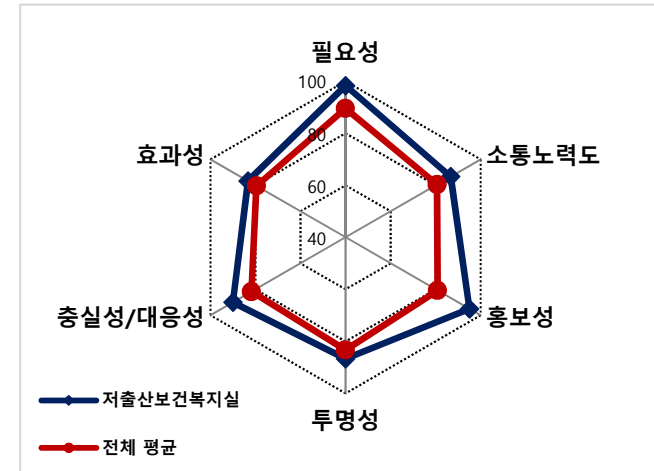 필요성
100
80
효과성
소통노력도
60
40
충실성/대응성
홍보성
저출산보건복지실
투명성
전체 평균